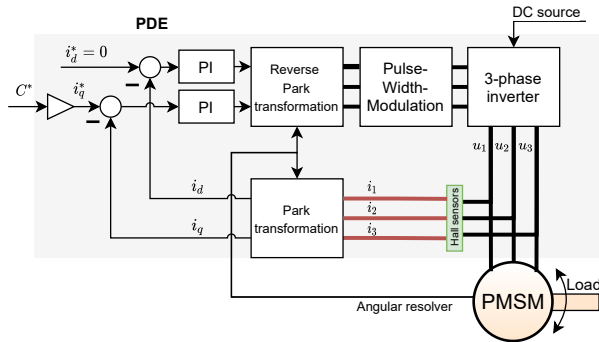 DC source
PDE
i*d = 0
PI
Reverse
Park
transformation
Pulse-
Width-
Modulation
3-phase
inverter
C*
i*q
PI
u1 u2 u3
id
iq
Park
transformation
i1
i2
i3
Hall sensors
Angular resolver
PMSM
Load